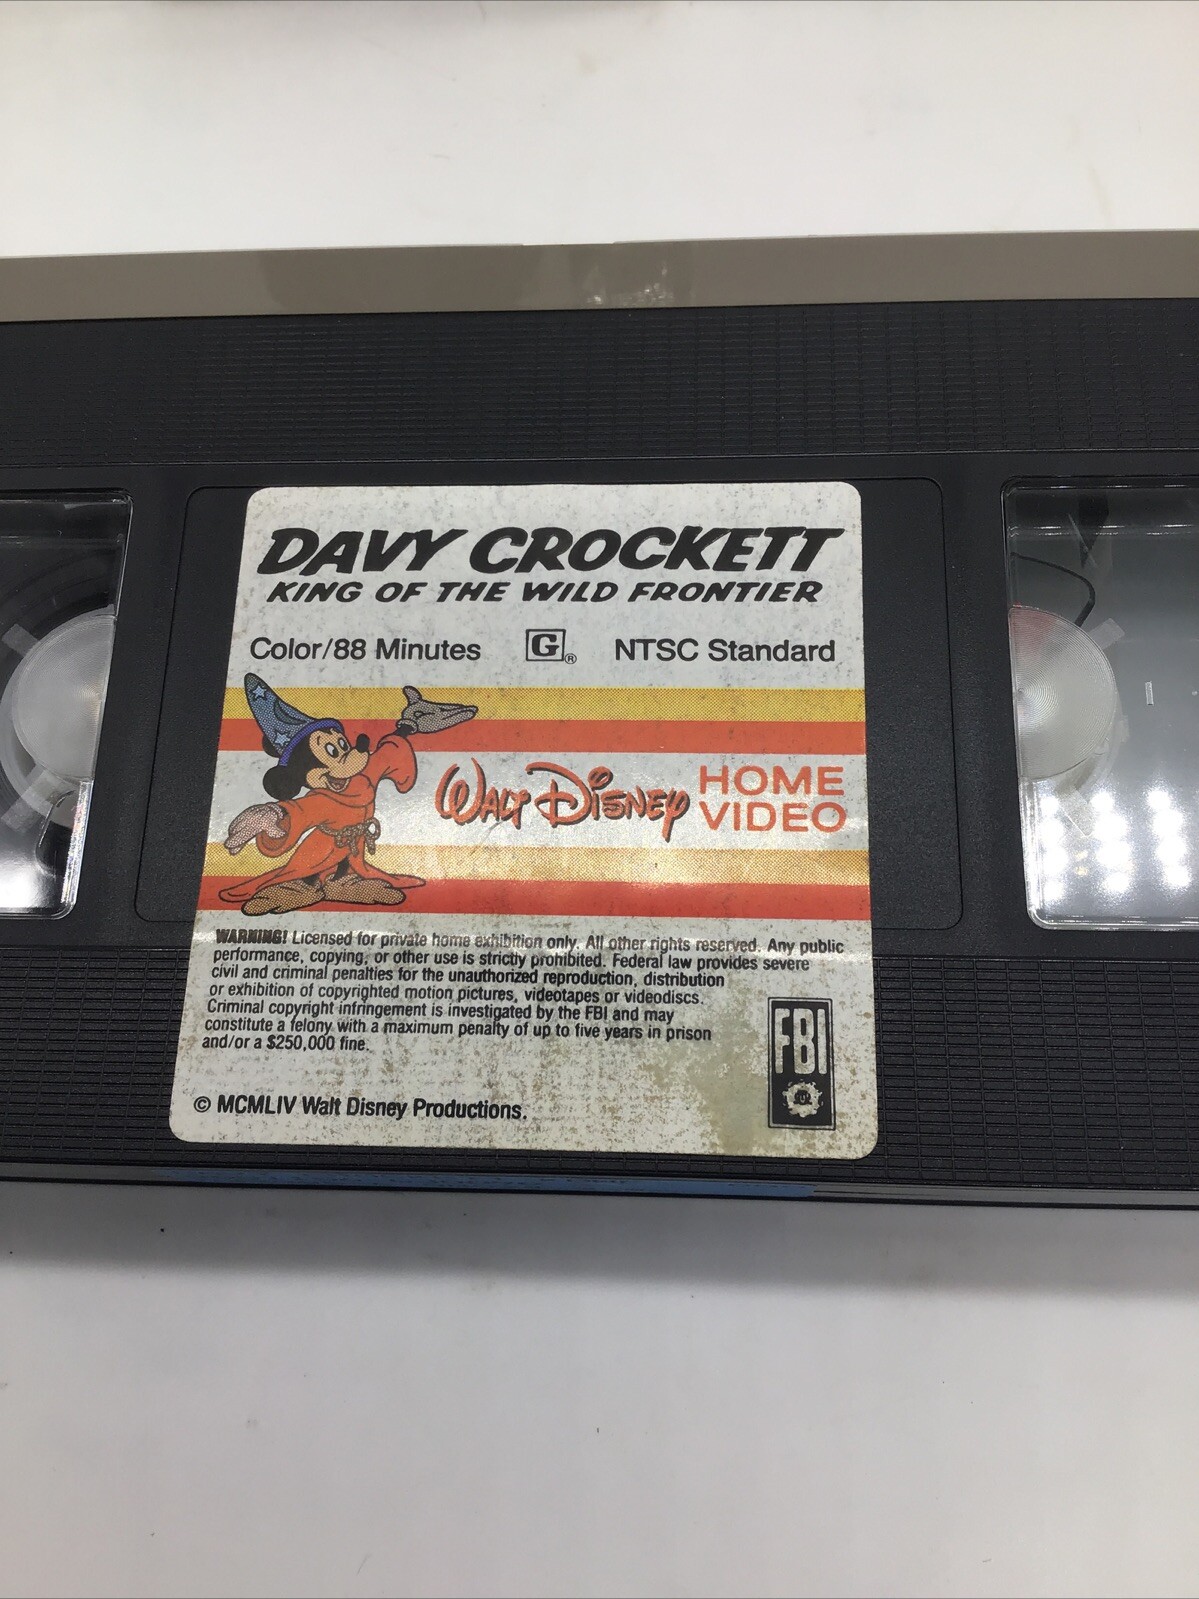 DAVY CROCKETT
KING OF THE WILD FRONTIER
Color/88 Minutes G® NTSC Standard
WALT DISNEY HOME VIDEO
WARNING! Licensed for private home exhibition only. All other rights reserved. Any public
performance, copying, or other use is strictly prohibited. Federal law provides severe
civil and criminal penalties for the unauthorized reproduction, distribution
or exhibition of copyrighted motion pictures, videotapes or videodiscs.
Criminal copyright infringement is investigated by the FBI and may
constitute a felony with a maximum penalty of up to five years in prison
and/or a $250,000 fine.
FBI
© MCMLIV Walt Disney Productions.